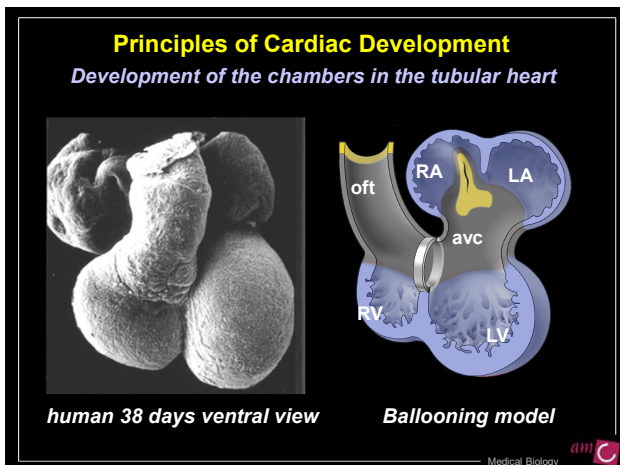 Principles of Cardiac Development
Development of the chambers in the tubular heart
oft
RA
LA
avc
RV
LV
human 38 days ventral view
Ballooning model
Medical Biology
am